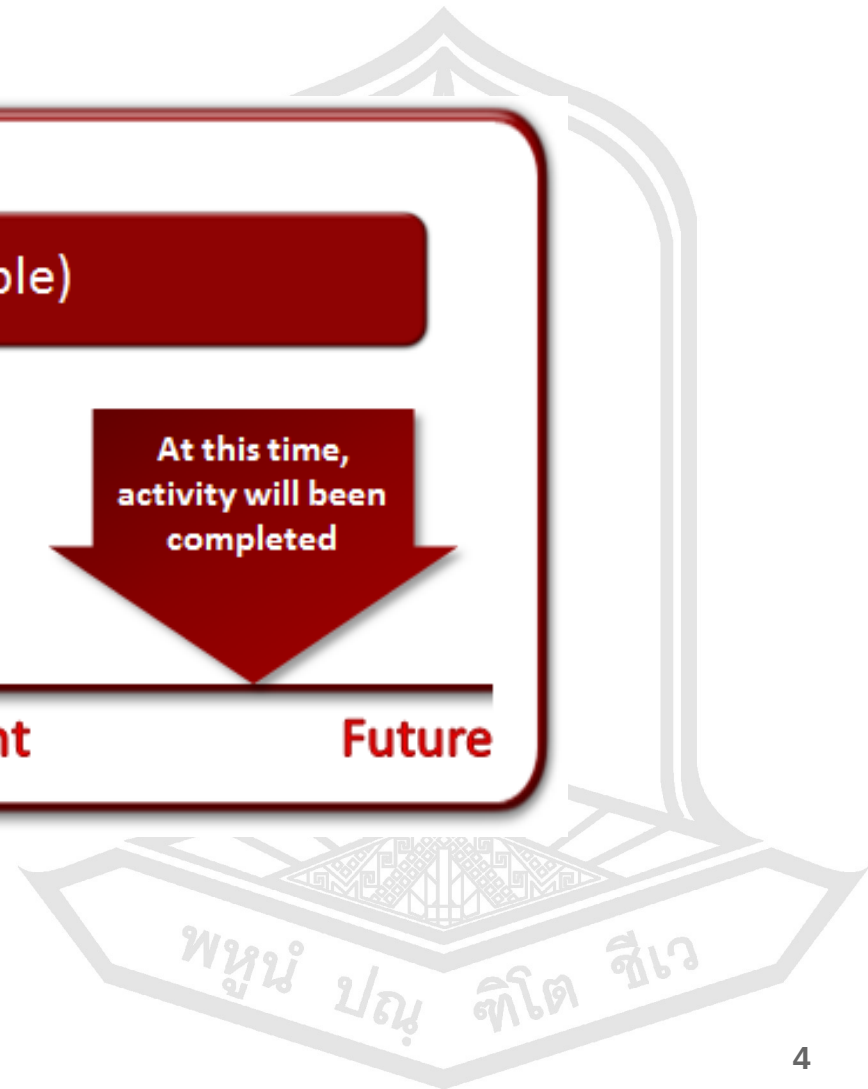 ple)
At this time,
activity will been
completed
nt
Future
พหูนํ ปณฺ ฑิโต ชีเว
4